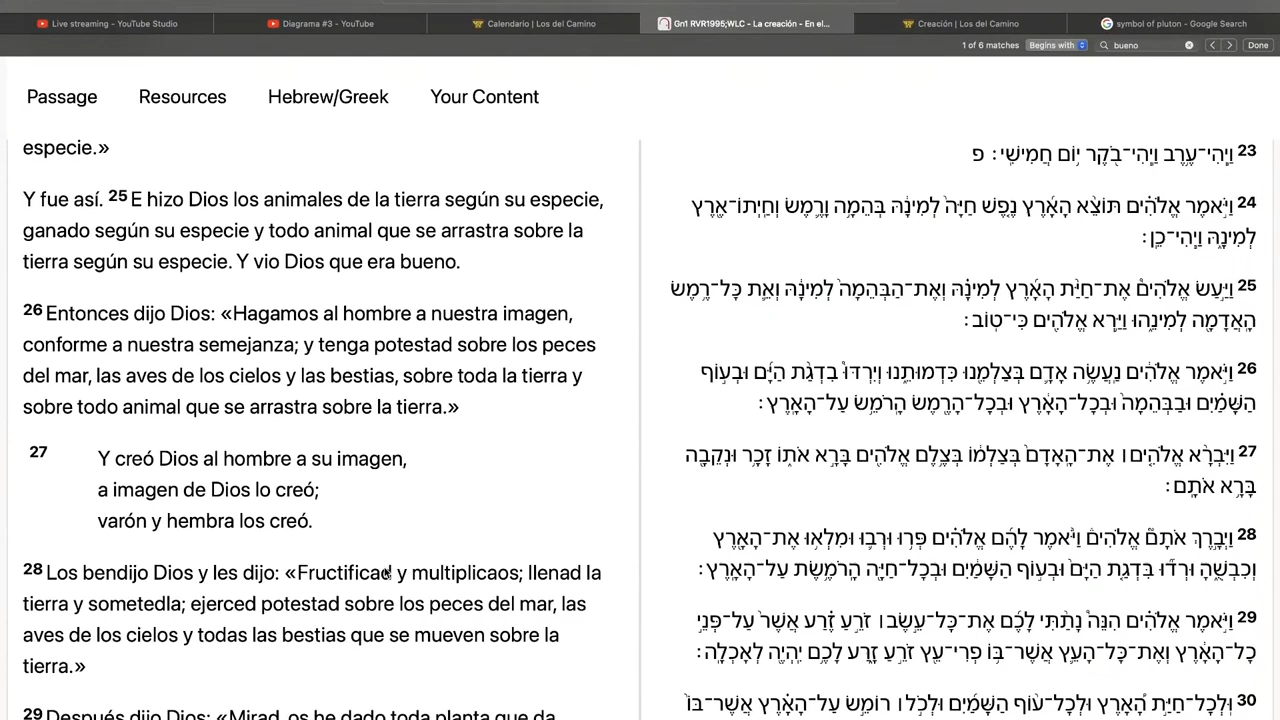 Live streaming - YouTube Studio
Diagrama #3 - YouTube
Calendario | Los del Camino
Gn1 RVR1995;WLC - La creación - En el...
Creación | Los del Camino
symbol of pluton - Google Search
1 of 6 matches
Begins with
bueno
Done
Passage
Resources
Hebrew/Greek
Your Content
especie.»
Y fue así. 25 E hizo Dios los animales de la tierra según su especie,
ganado según su especie y todo animal que se arrastra sobre la
tierra según su especie. Y vio Dios que era bueno.
26 Entonces dijo Dios: «Hagamos al hombre a nuestra imagen,
conforme a nuestra semejanza; y tenga potestad sobre los peces
del mar, las aves de los cielos y las bestias, sobre toda la tierra y
sobre todo animal que se arrastra sobre la tierra.»
27 Y creó Dios al hombre a su imagen,
a imagen de Dios lo creó;
varón y hembra los creó.
28 Los bendijo Dios y les dijo: «Fructificad y multiplicaos; llenad la
tierra y sometedla; ejerced potestad sobre los peces del mar, las
aves de los cielos y todas las bestias que se mueven sobre la
tierra.»
29 Después dijo Dios: «Mirad, os he dado toda planta que da
23 וַֽיְהִי־עֶ֥רֶב וַֽיְהִי־בֹ֖קֶר י֥וֹם חֲמִישִֽׁי׃ פ
24 וַיֹּ֣אמֶר אֱלֹהִ֗ים תּוֹצֵ֨א הָאָ֜רֶץ נֶ֤פֶשׁ חַיָּה֙ לְמִינָ֔הּ בְּהֵמָ֥ה וָרֶ֛מֶשׂ וְחַֽיְתוֹ־אֶ֖רֶץ
לְמִינָ֑הּ וַֽיְהִי־כֵֽן׃
25 וַיַּ֣עַשׂ אֱלֹהִים֩ אֶת־חַיַּ֨ת הָאָ֜רֶץ לְמִינָ֗הּ וְאֶת־הַבְּהֵמָה֙ לְמִינָ֔הּ וְאֵ֛ת כָּל־רֶ֥מֶשׂ
הָֽאֲדָמָ֖ה לְמִינֵ֑הוּ וַיַּ֥רְא אֱלֹהִ֖ים כִּי־טֽוֹב׃
26 וַיֹּ֣אמֶר אֱלֹהִ֔ים נַֽעֲשֶׂ֥ה אָדָ֛ם בְּצַלְמֵ֖נוּ כִּדְמוּתֵ֑נוּ וְיִרְדּוּ֩ בִדְגַ֨ת הַיָּ֜ם וּבְע֣וֹף
הַשָּׁמַ֗יִם וּבַבְּהֵמָה֙ וּבְכָל־הָאָ֔רֶץ וּבְכָל־הָרֶ֖מֶשׂ הָֽרֹמֵ֥שׂ עַל־הָאָֽרֶץ׃
27 וַיִּבְרָ֨א אֱלֹהִ֤ים ׀ אֶת־הָֽאָדָם֙ בְּצַלְמ֔וֹ בְּצֶ֥לֶם אֱלֹהִ֖ים בָּרָ֣א אֹת֑וֹ זָכָ֥ר וּנְקֵבָ֖ה
בָּרָ֥א אֹתָֽם׃
28 וַיְבָ֣רֶךְ אֹתָם֮ אֱלֹהִים֒ וַיֹּ֨אמֶר לָהֶ֜ם אֱלֹהִ֗ים פְּר֥וּ וּרְב֛וּ וּמִלְא֥וּ אֶת־הָאָ֖רֶץ
וְכִבְשֻׁ֑הָ וּרְד֞וּ בִּדְגַ֤ת הַיָּם֙ וּבְע֣וֹף הַשָּׁמַ֔יִם וּבְכָל־חַיָּ֖ה הָֽרֹמֶ֥שֶׂת עַל־הָאָֽרֶץ׃
29 וַיֹּ֣אמֶר אֱלֹהִ֗ים הִנֵּה֩ נָתַ֨תִּי לָכֶ֜ם אֶת־כָּל־עֵ֣שֶׂב ׀ זֹרֵ֣עַ זֶ֗רַע אֲשֶׁר֙ עַל־פְּנֵ֣י
כָל־הָאָ֔רֶץ וְאֶת־כָּל־הָעֵ֛ץ אֲשֶׁר־בּ֥וֹ פְרִי־עֵ֖ץ זֹרֵ֣עַ זָ֑רַע לָכֶ֥ם יִֽהְיֶ֖ה לְאָכְלָֽה׃
30 וּֽלְכָל־חַיַּ֣ת הָ֠אָרֶץ וּלְכָל־ע֨וֹף הַשָּׁמַ֜יִם וּלְכֹ֣ל ׀ רוֹמֵ֣שׂ עַל־הָאָ֗רֶץ אֲשֶׁר־בּוֹ֙